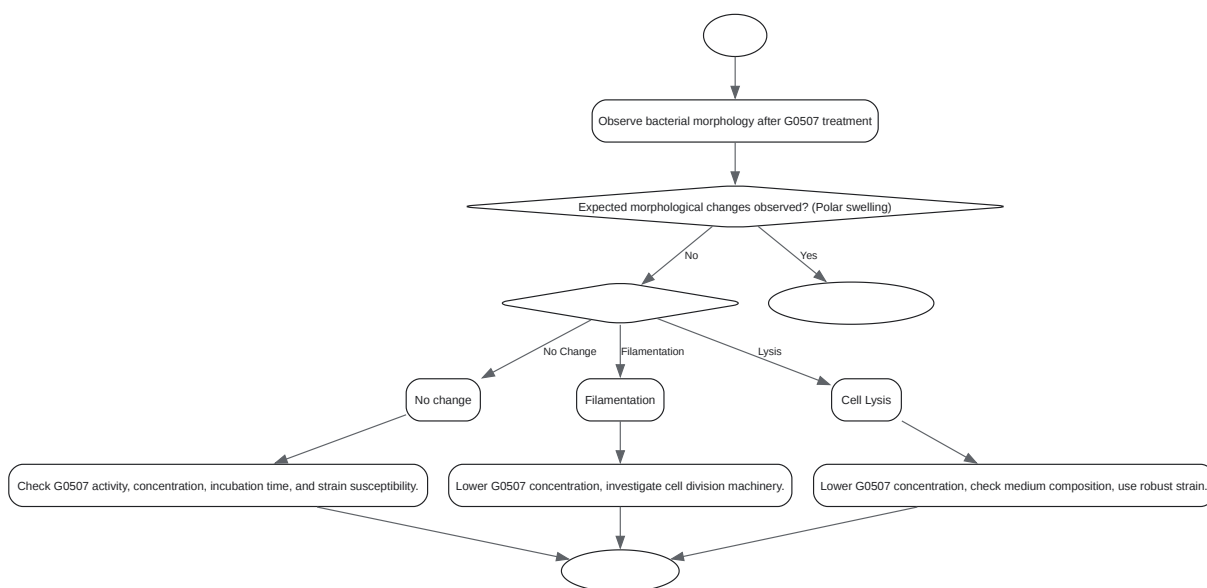 Observe bacterial morphology after G0507 treatment
Expected morphological changes observed? (Polar swelling)
No
Yes
No Change
Filamentation
Lysis
No change
Filamentation
Cell Lysis
Check G0507 activity, concentration, incubation time, and strain susceptibility.
Lower G0507 concentration, investigate cell division machinery.
Lower G0507 concentration, check medium composition, use robust strain.